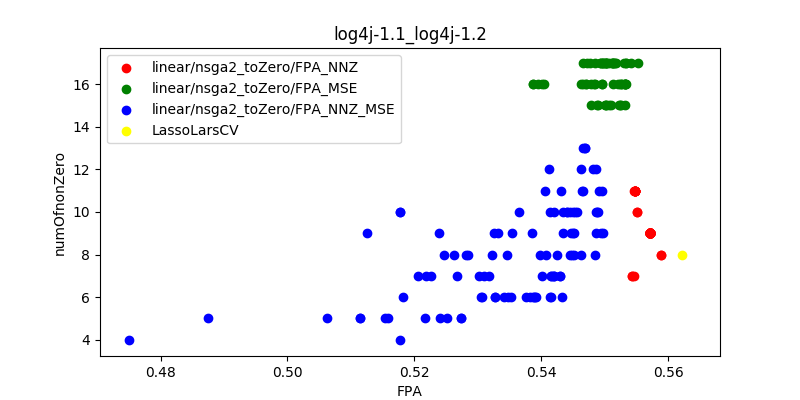 log4j-1.1_log4j-1.2
linear/nsga2_toZero/FPA_NNZ
linear/nsga2_toZero/FPA_MSE
linear/nsga2_toZero/FPA_NNZ_MSE
LassoLarsCV
numOfnonZero
16
14
12
10
8
6
4
0.48 0.50 0.52 0.54 0.56
FPA